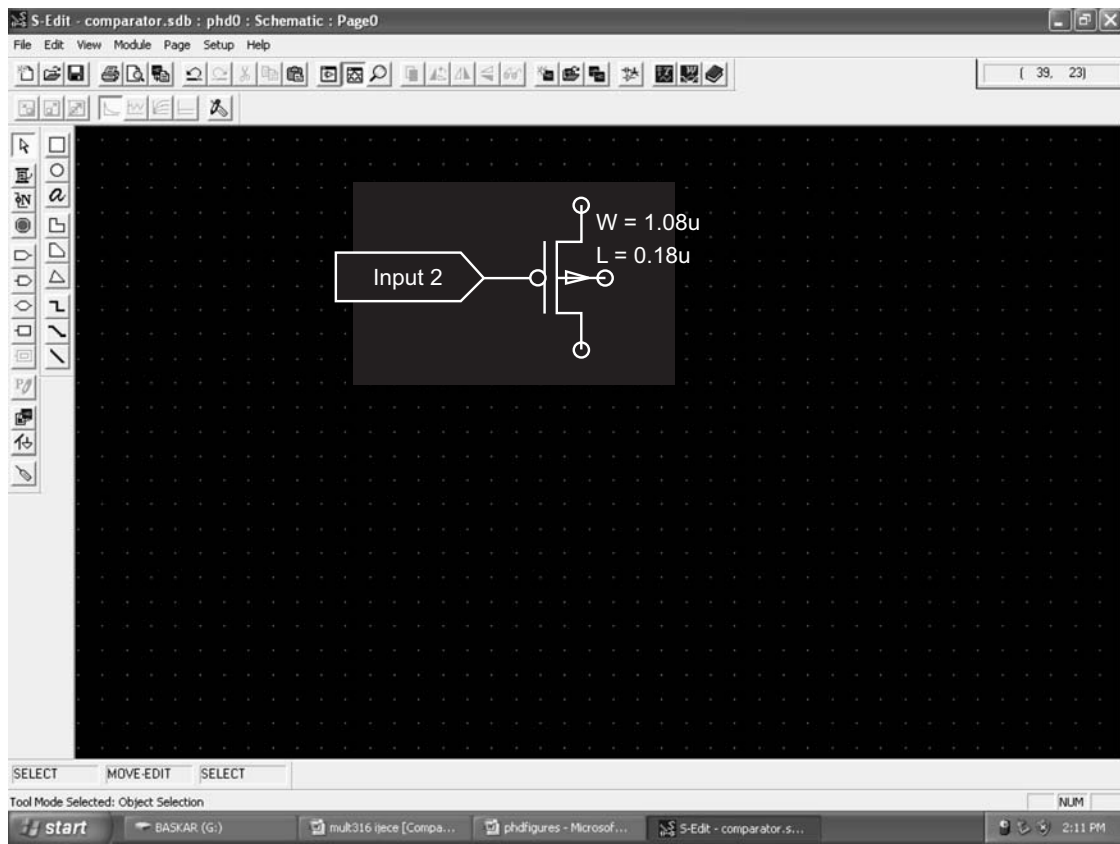 S-Edit - comparator.sdb : phd0 : Schematic : Page0
File Edit View Module Page Setup Help
( 39, 23)
W = 1.08u
L = 0.18u
Input 2
SELECT MOVE-EDIT SELECT
Tool Mode Selected: Object Selection NUM
start BASKAR (G:) mult316 ijece [Compa... phdfigures - Microsof... S-Edit - comparator.s... 2:11 PM